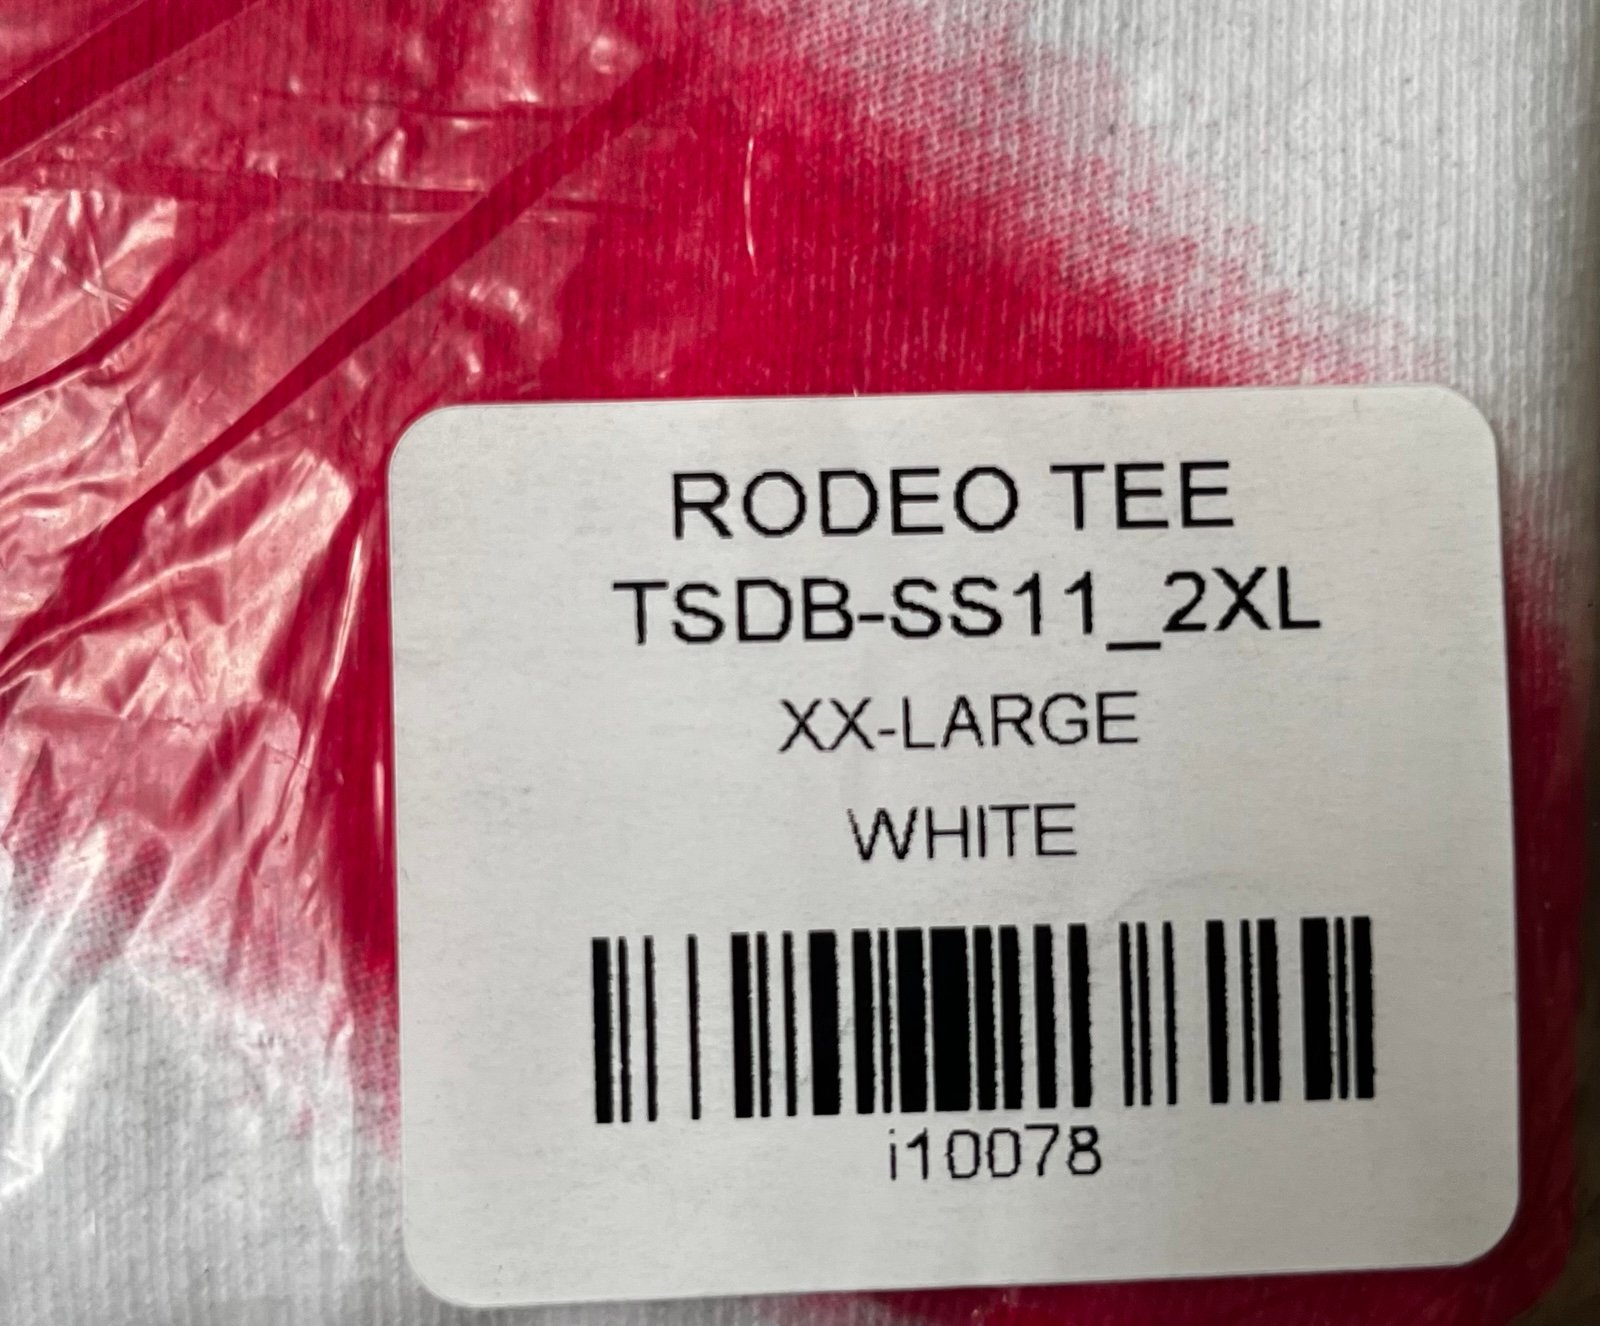 RODEO TEE
TSDB-SS11_2XL
XX-LARGE
WHITE
i10078